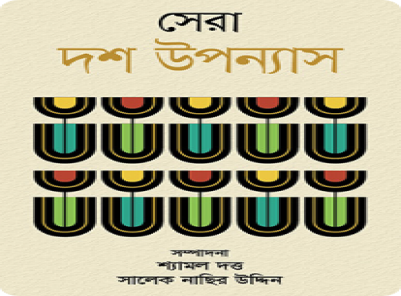 সেরা
দশ উপন্যাস
সম্পাদনা
শ্যামল দত্ত
সালেক নাছির উদ্দিন